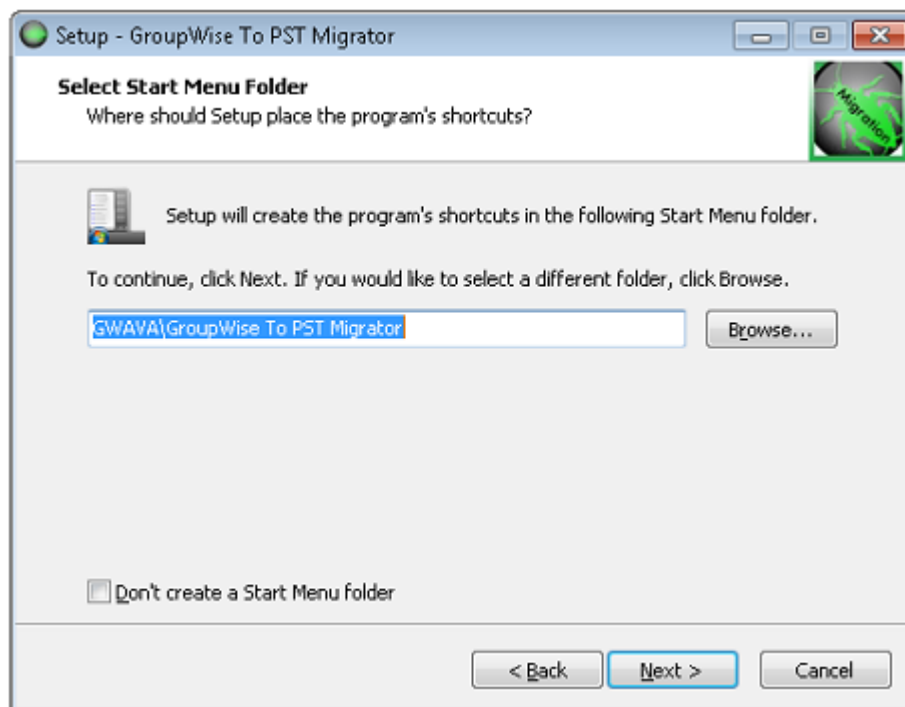 Setup - GroupWise To PST Migrator
Select Start Menu Folder
Where should Setup place the program's shortcuts?
Migration
Setup will create the program's shortcuts in the following Start Menu folder.
To continue, click Next. If you would like to select a different folder, click Browse.
GWAVA\GroupWise To PST Migrator
Browse...
Don't create a Start Menu folder
< Back
Next >
Cancel